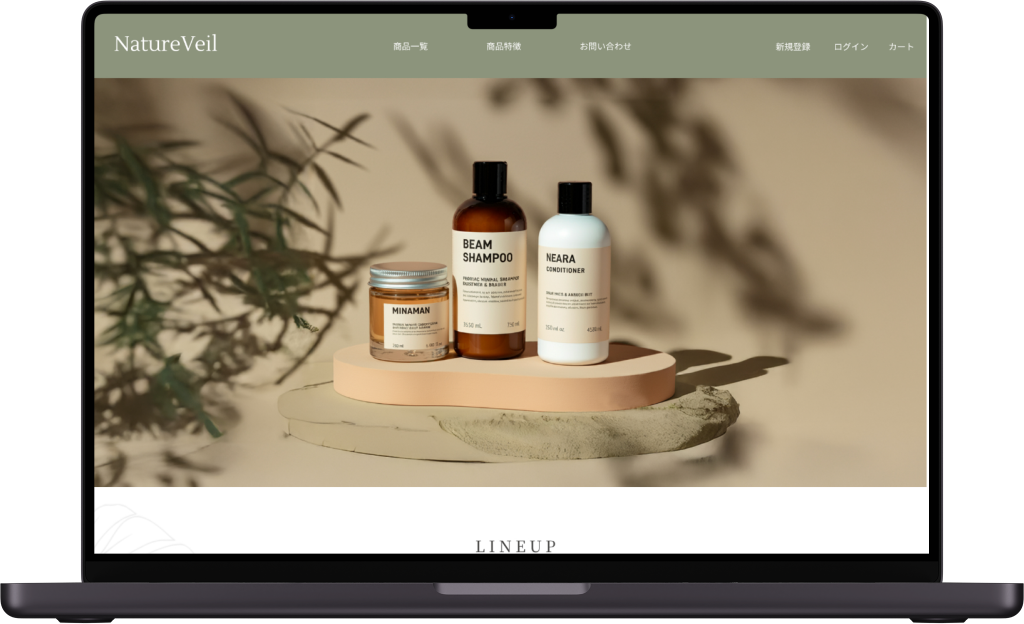 NatureVeil
商品一覧
商品特徴
お問い合わせ
新規登録
ログイン
カート
MINAMAN
BEAM
SHAMPOO
NEARA
CONDITIONER
LINEUP